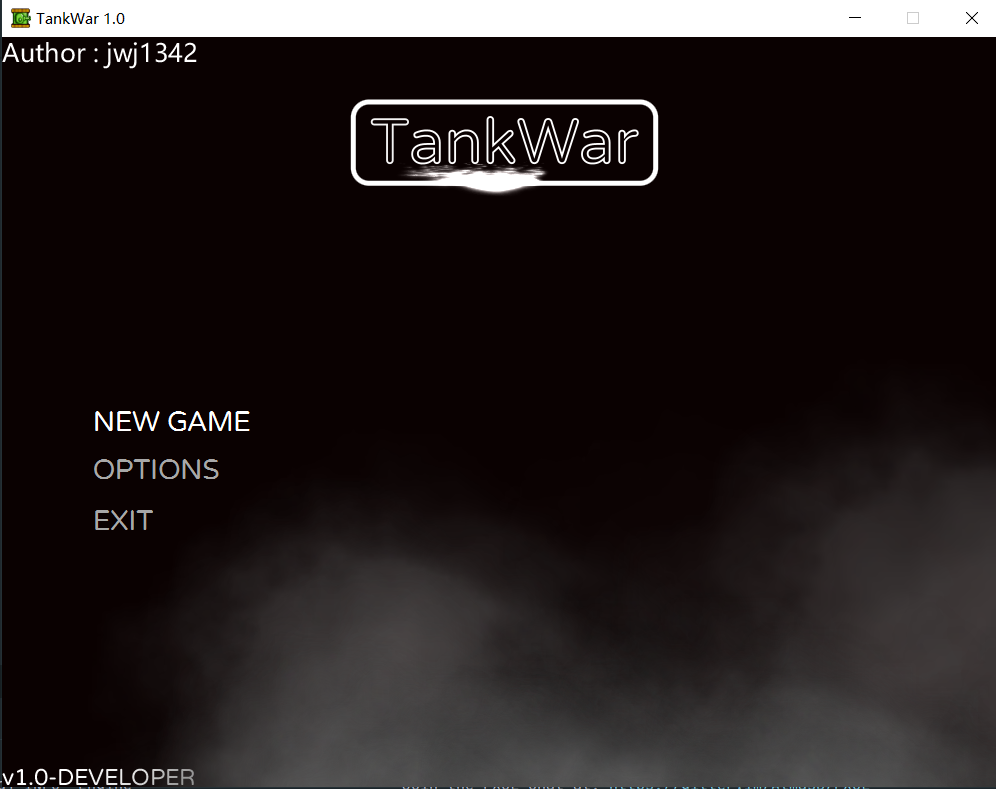 TankWar 1.0
Author : jwj1342
TankWar
NEW GAME
OPTIONS
EXIT
v1.0-DEVELOPER